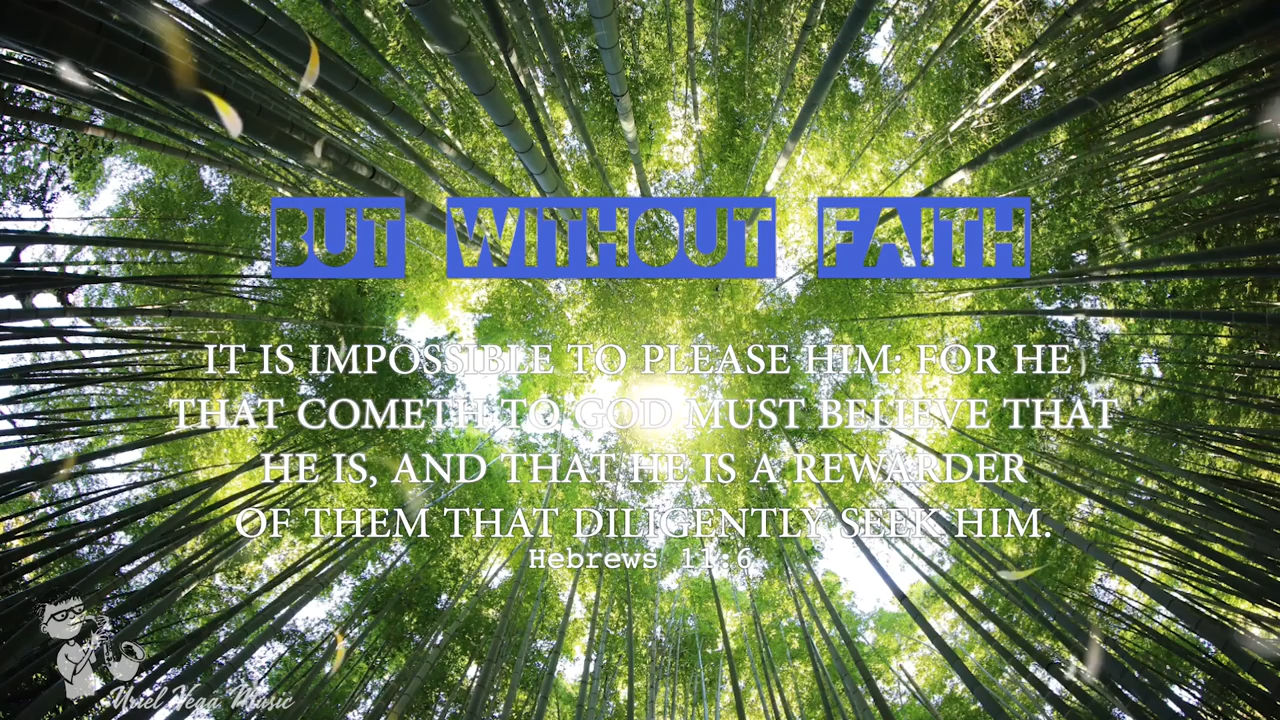 BUT WITHOUT FAITH
IT IS IMPOSSIBLE TO PLEASE HIM: FOR HE
THAT COMETH TO GOD MUST BELIEVE THAT
HE IS, AND THAT HE IS A REWARDER
OF THEM THAT DILIGENTLY SEEK HIM.
Hebrews 11:6
Uriel Vega Music